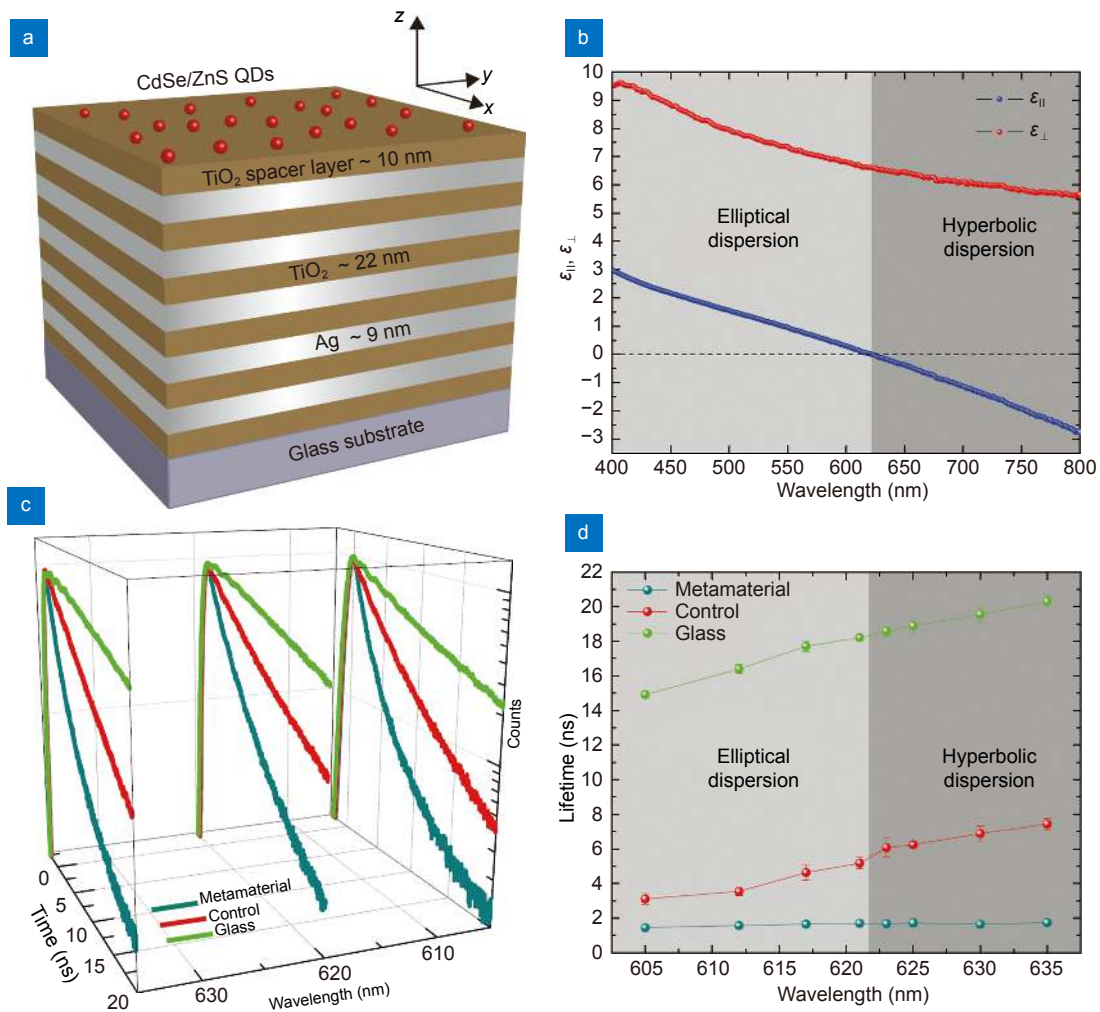 a
z
y
x
CdSe/ZnS QDs
TiO₂ spacer layer ~ 10 nm
TiO₂ ~ 22 nm
Ag ~ 9 nm
Glass substrate
b
10
9
8
7
6
5
4
3
2
1
0
−1
−2
−3
ε||, ε⊥
ε||
ε⊥
Elliptical
dispersion
Hyperbolic
dispersion
400 450 500 550 600 650 700 750 800
Wavelength (nm)
c
Counts
0
5
10
15
20
Time (ns)
Metamaterial
Control
Glass
630 620 610
Wavelength (nm)
d
22
20
18
16
14
12
10
8
6
4
2
0
Lifetime (ns)
Metamaterial
Control
Glass
Elliptical
dispersion
Hyperbolic
dispersion
605 610 615 620 625 630 635
Wavelength (nm)